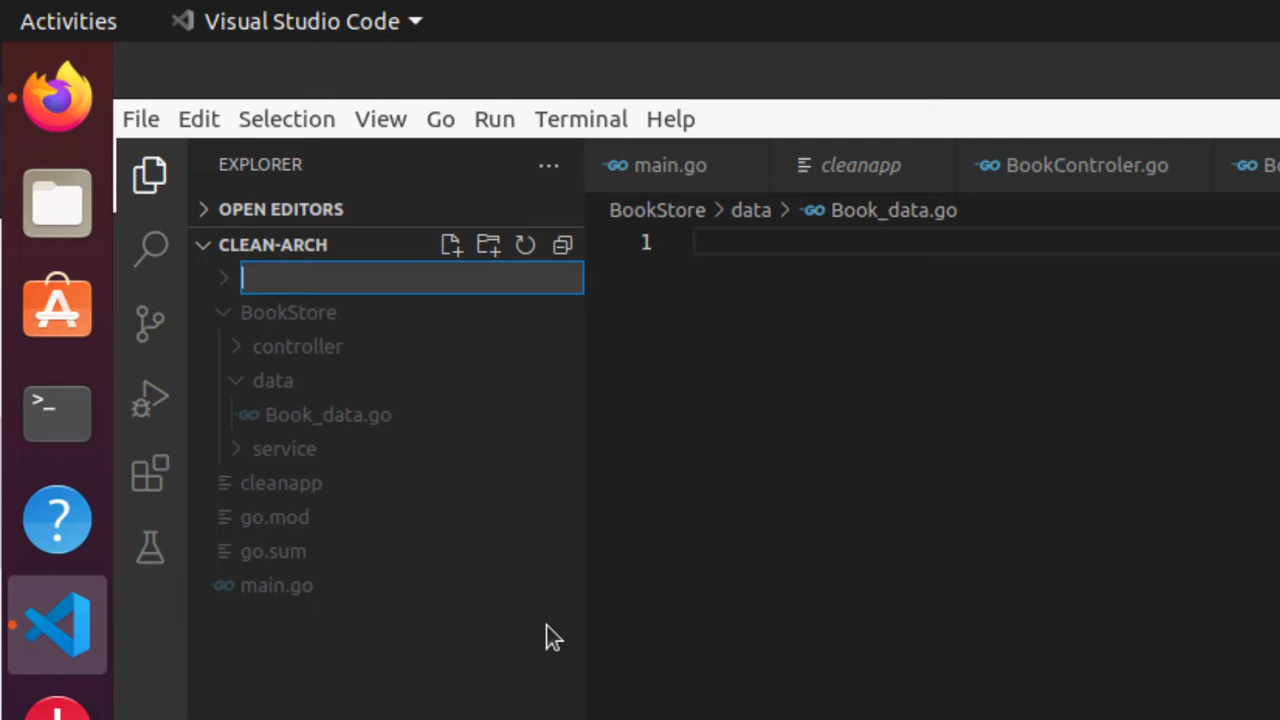 Activities Visual Studio Code
File Edit Selection View Go Run Terminal Help
EXPLORER
main.go cleanapp BookControler.go
OPEN EDITORS
BookStore > data > Book_data.go
CLEAN-ARCH
1
BookStore
controller
data
Book_data.go
service
cleanapp
go.mod
go.sum
main.go